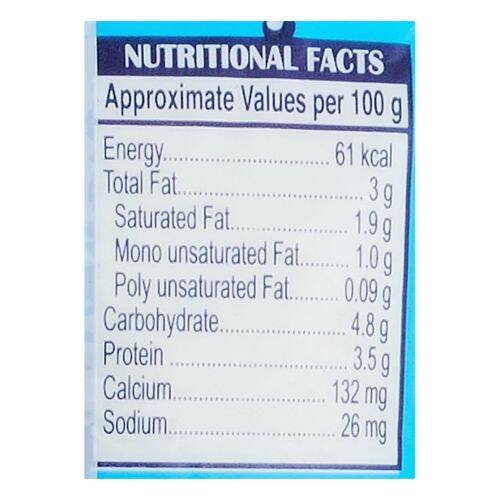 NUTRITIONAL FACTS
Approximate Values per 100 g
Energy.............................. 61 kcal
Total Fat.................................. 3 g
Saturated Fat....................... 1.9 g
Mono unsaturated Fat......... 1.0 g
Poly unsaturated Fat......... 0.09 g
Carbohydrate....................... 4.8 g
Protein ................................ 3.5 g
Calcium............................ 132 mg
Sodium............................... 26 mg